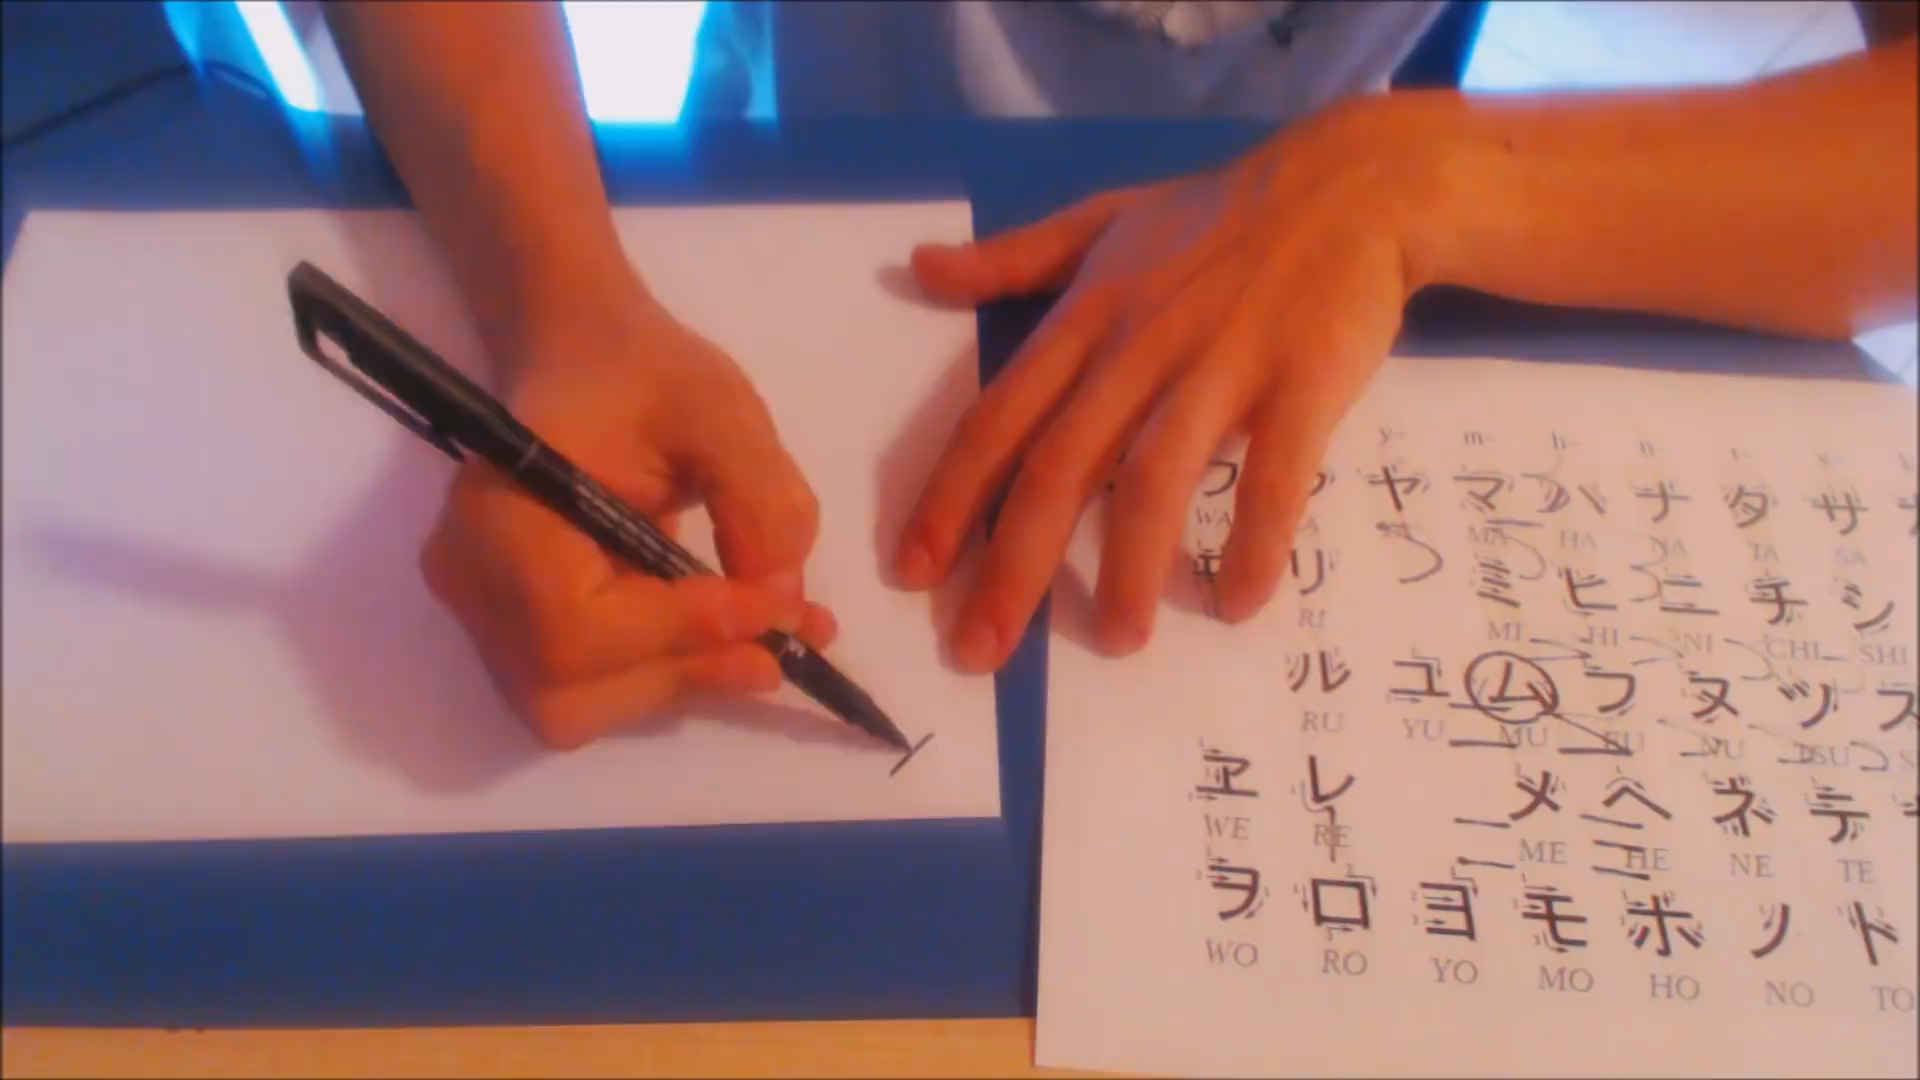 y- m- h- n-
ヤ マ ハ ナ タ サ
WA MA HA NA TA SA
リ ミ ヒ ニ チ シ
RI MI HI NI CHI SHI
ル ユ ム フ ヌ ツ ス
RU YU MU FU NU TSU
ヱ レ メ ヘ ネ テ
WE RE ME HE NE TE
ヲ ロ ヨ モ ホ ノ ト
WO RO YO MO HO NO TO